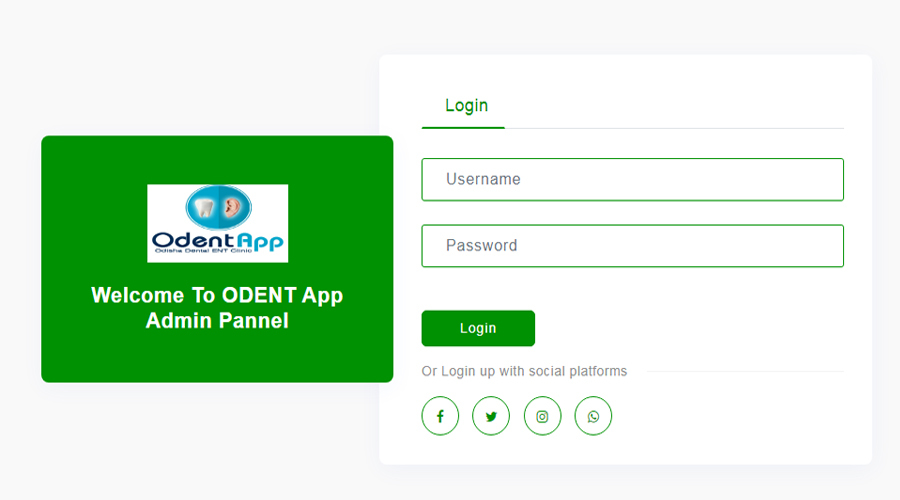 OdentApp
Odisha Dental ENT Clinic
Welcome To ODENT App
Admin Pannel
Login
Username
Password
Login
Or Login up with social platforms